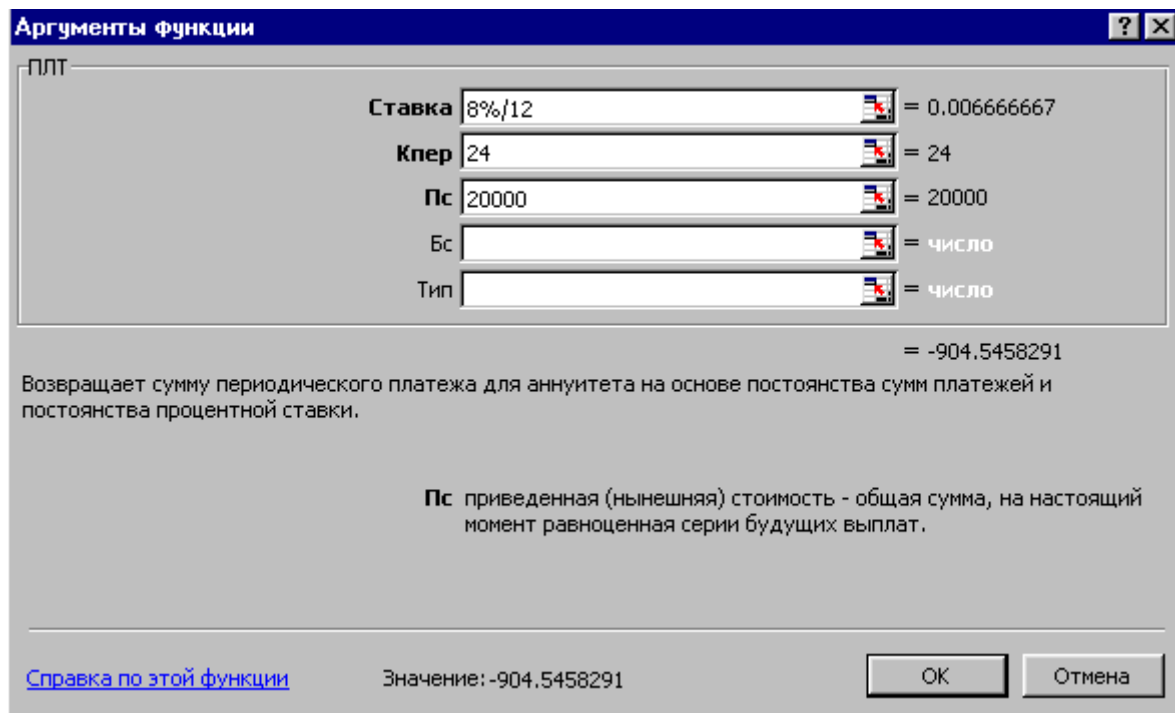 Аргументы функции
ПЛТ
Ставка 8%/12 = 0.006666667
Кпер 24 = 24
Пс 20000 = 20000
Бс = число
Тип = число
= -904.5458291
Возвращает сумму периодического платежа для аннуитета на основе постоянства сумм платежей и
постоянства процентной ставки.
Пс приведенная (нынешняя) стоимость - общая сумма, на настоящий
момент равноценная серии будущих выплат.
Справка по этой функции Значение: -904.5458291 ОК Отмена